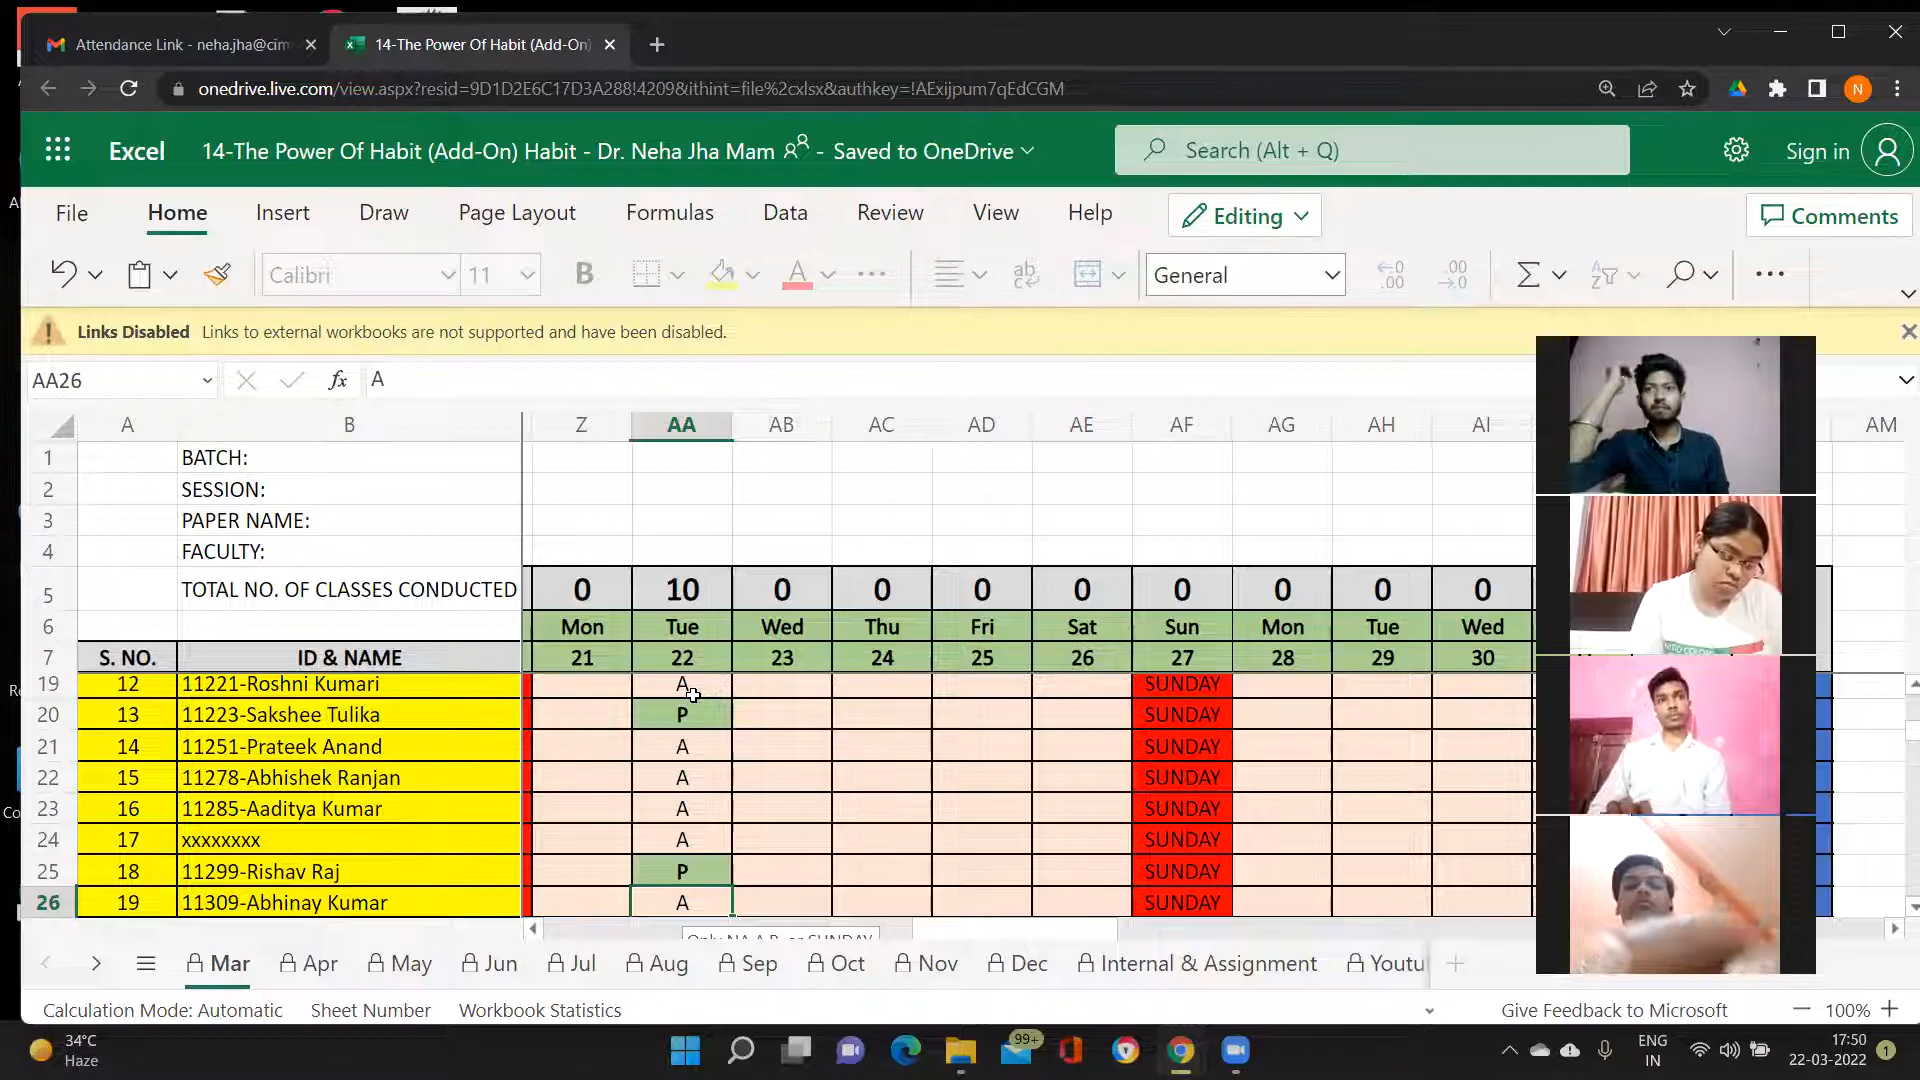 Attendance Link - neha.jha@cim
14-The Power Of Habit (Add-On)
onedrive.live.com/view.aspx?resid=9D1D2E6C17D3A288!4209&ithint=file%2cxlsx&authkey=!AExijpum7qEdCGM
N
Excel 14-The Power Of Habit (Add-On) Habit - Dr. Neha Jha Mam - Saved to OneDrive Search (Alt + Q) Sign in
File Home Insert Draw Page Layout Formulas Data Review View Help Editing Comments
Calibri 11 B A ab General
Links Disabled Links to external workbooks are not supported and have been disabled.
AA26 fx A
A B Z AA AB AC AD AE AF AG AH AI AM
1 BATCH:
2 SESSION:
3 PAPER NAME:
4 FACULTY:
5 TOTAL NO. OF CLASSES CONDUCTED 0 10 0 0 0 0 0 0 0 0
6 Mon Tue Wed Thu Fri Sat Sun Mon Tue Wed
7 S. NO. ID & NAME 21 22 23 24 25 26 27 28 29 30
19 12 11221-Roshni Kumari A SUNDAY
20 13 11223-Sakshee Tulika P SUNDAY
21 14 11251-Prateek Anand A SUNDAY
22 15 11278-Abhishek Ranjan A SUNDAY
23 16 11285-Aaditya Kumar A SUNDAY
24 17 xxxxxxxx A SUNDAY
25 18 11299-Rishav Raj P SUNDAY
26 19 11309-Abhinay Kumar A SUNDAY
Mar Apr May Jun Jul Aug Sep Oct Nov Dec Internal & Assignment Youtu
Calculation Mode: Automatic Sheet Number Workbook Statistics Give Feedback to Microsoft 100%
34°C
Haze
99+
ENG
IN
17:50
22-03-2022
1